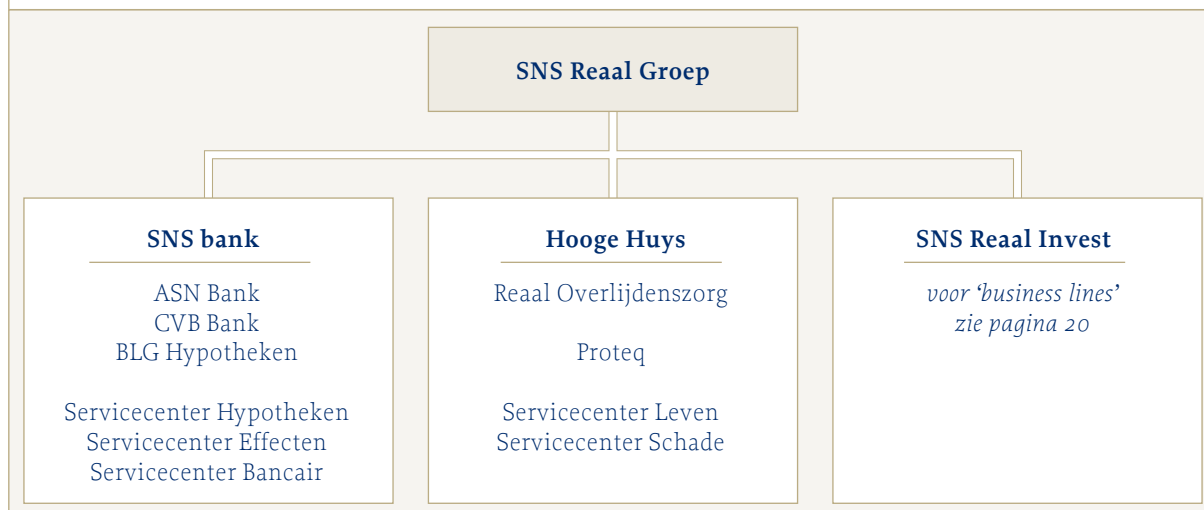 SNS Reaal Groep
SNS bank
ASN Bank
CVB Bank
BLG Hypotheken
Servicecenter Hypotheken
Servicecenter Effecten
Servicecenter Bancair
Hooge Huys
Reaal Overlijdenszorg
Proteq
Servicecenter Leven
Servicecenter Schade
SNS Reaal Invest
voor ‘business lines’
zie pagina 20